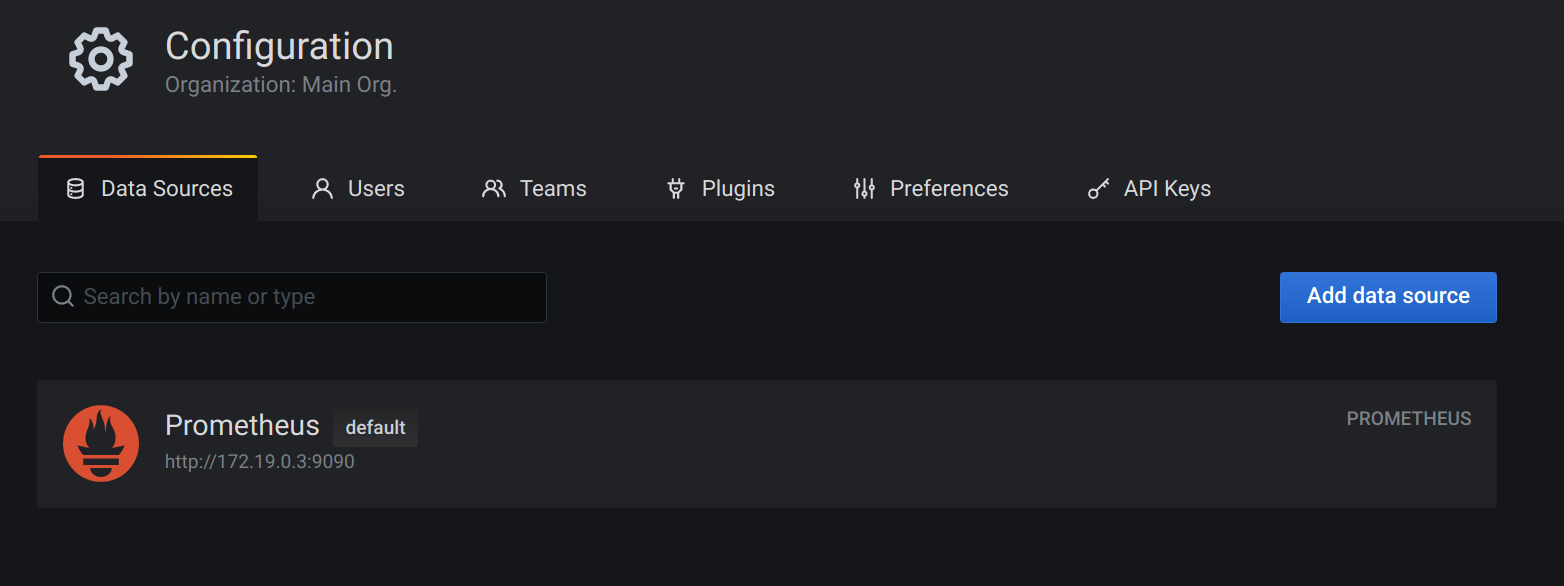 Configuration
Organization: Main Org.
Data Sources Users Teams Plugins Preferences API Keys
Search by name or type Add data source
Prometheus default PROMETHEUS
http://172.19.0.3:9090